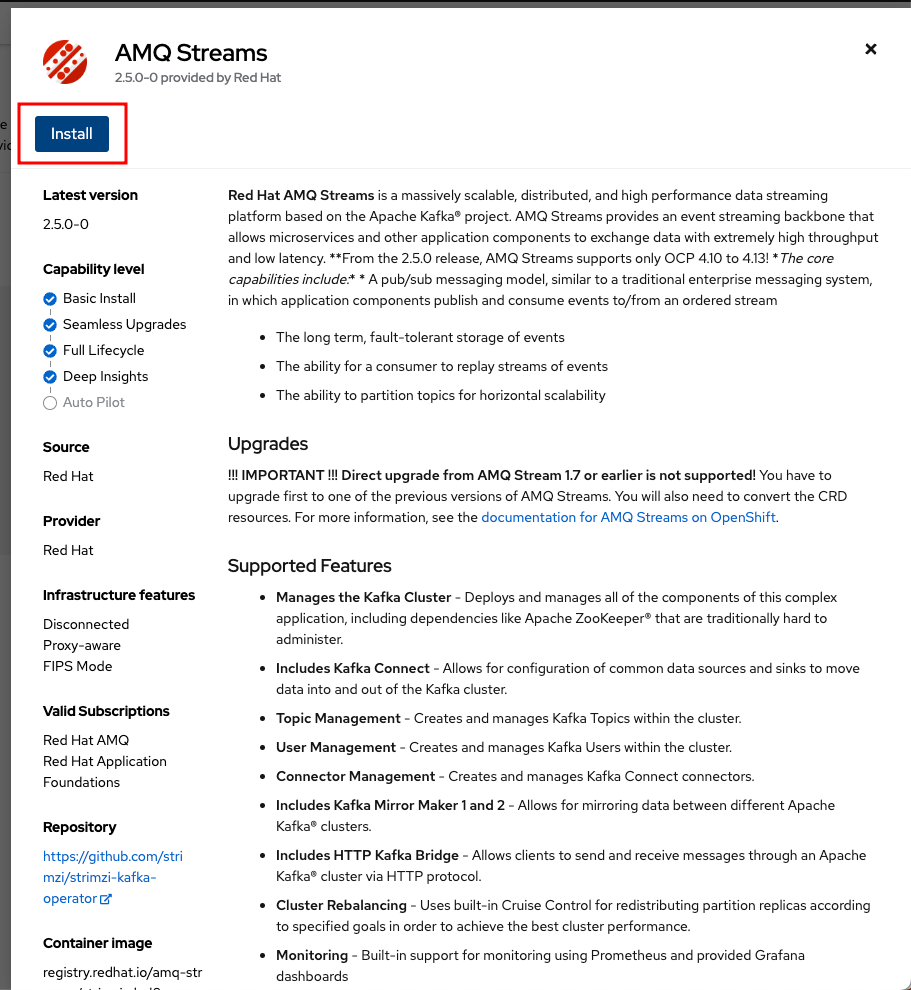 AMQ Streams
2.5.0-0 provided by Red Hat
Install
Latest version
2.5.0-0
Capability level
Basic Install
Seamless Upgrades
Full Lifecycle
Deep Insights
Auto Pilot
Source
Red Hat
Provider
Red Hat
Infrastructure features
Disconnected
Proxy-aware
FIPS Mode
Valid Subscriptions
Red Hat AMQ
Red Hat Application
Foundations
Repository
https://github.com/stri
mzi/strimzi-kafka-
operator
Container image
registry.redhat.io/amq-str
Red Hat AMQ Streams is a massively scalable, distributed, and high performance data streaming
platform based on the Apache Kafka® project. AMQ Streams provides an event streaming backbone that
allows microservices and other application components to exchange data with extremely high throughput
and low latency. **From the 2.5.0 release, AMQ Streams supports only OCP 4.10 to 4.13! *The core
capabilities include:* * A pub/sub messaging model, similar to a traditional enterprise messaging system,
in which application components publish and consume events to/from an ordered stream
• The long term, fault-tolerant storage of events
• The ability for a consumer to replay streams of events
• The ability to partition topics for horizontal scalability
Upgrades
!!! IMPORTANT !!! Direct upgrade from AMQ Stream 1.7 or earlier is not supported! You have to
upgrade first to one of the previous versions of AMQ Streams. You will also need to convert the CRD
resources. For more information, see the documentation for AMQ Streams on OpenShift.
Supported Features
• Manages the Kafka Cluster - Deploys and manages all of the components of this complex
application, including dependencies like Apache ZooKeeper® that are traditionally hard to
administer.
• Includes Kafka Connect - Allows for configuration of common data sources and sinks to move
data into and out of the Kafka cluster.
• Topic Management - Creates and manages Kafka Topics within the cluster.
• User Management - Creates and manages Kafka Users within the cluster.
• Connector Management - Creates and manages Kafka Connect connectors.
• Includes Kafka Mirror Maker 1 and 2 - Allows for mirroring data between different Apache
Kafka® clusters.
• Includes HTTP Kafka Bridge - Allows clients to send and receive messages through an Apache
Kafka® cluster via HTTP protocol.
• Cluster Rebalancing - Uses built-in Cruise Control for redistributing partition replicas according
to specified goals in order to achieve the best cluster performance.
• Monitoring - Built-in support for monitoring using Prometheus and provided Grafana
dashboards